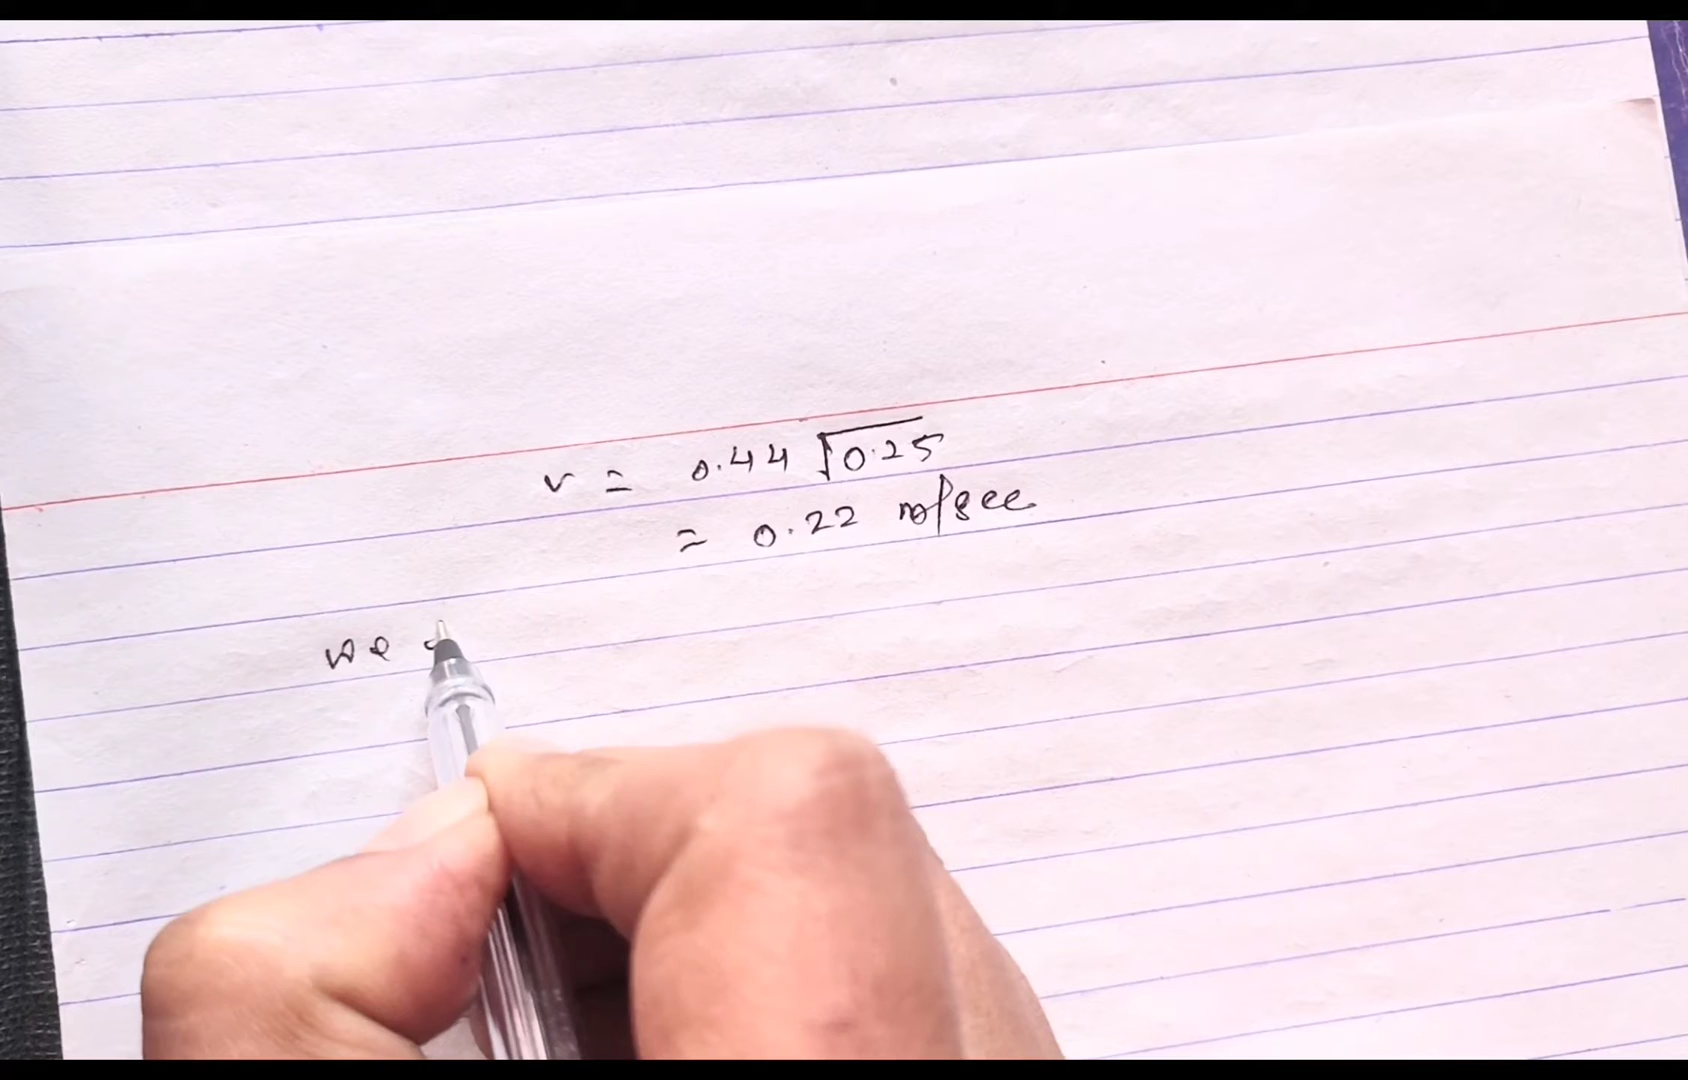 v = 0.44 √0.25
= 0.22 m/sec
we